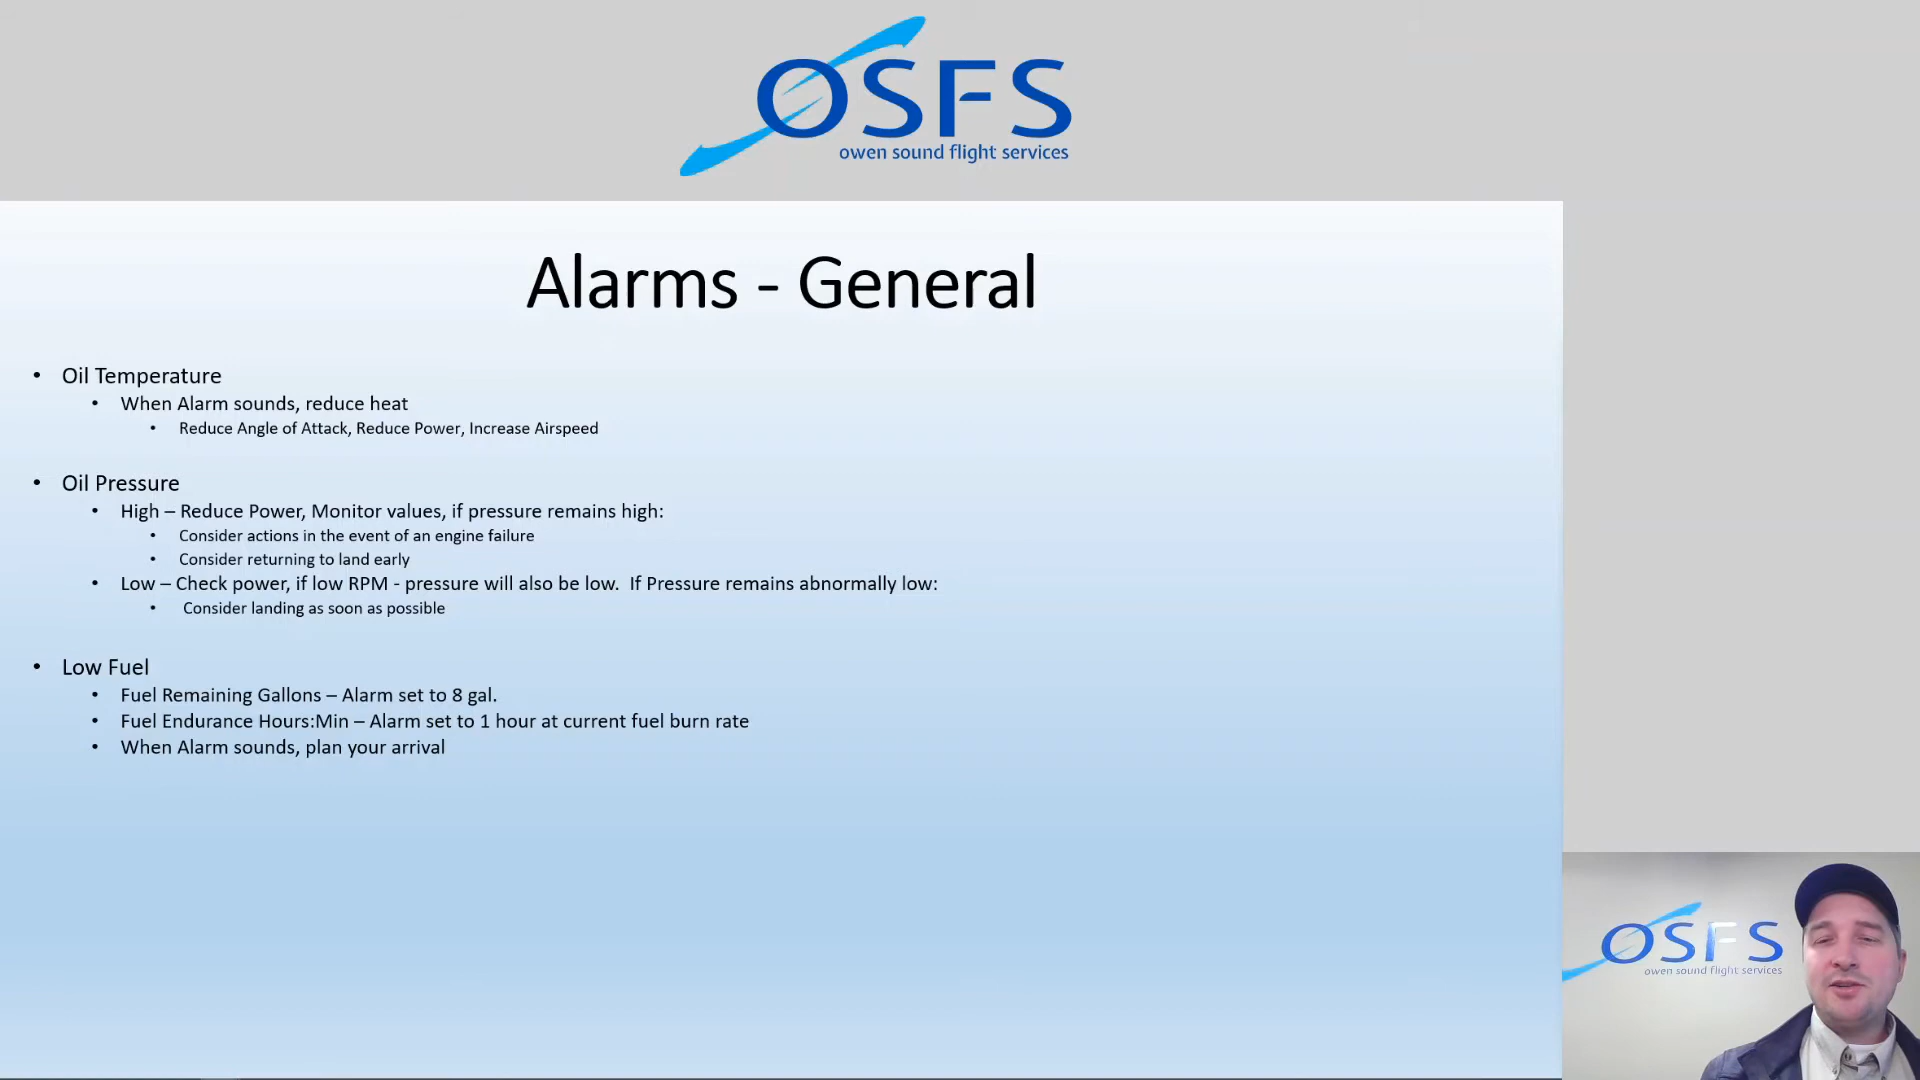 OSFS
owen sound flight services
Alarms - General
• Oil Temperature
• When Alarm sounds, reduce heat
• Reduce Angle of Attack, Reduce Power, Increase Airspeed
• Oil Pressure
• High – Reduce Power, Monitor values, if pressure remains high:
• Consider actions in the event of an engine failure
• Consider returning to land early
• Low – Check power, if low RPM - pressure will also be low.  If Pressure remains abnormally low:
• Consider landing as soon as possible
• Low Fuel
• Fuel Remaining Gallons – Alarm set to 8 gal.
• Fuel Endurance Hours:Min – Alarm set to 1 hour at current fuel burn rate
• When Alarm sounds, plan your arrival
OSFS
owen sound flight services